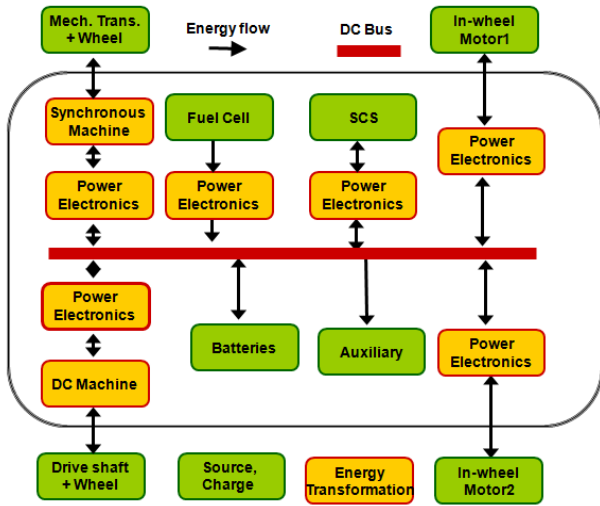 Mech. Trans.
+ Wheel
Energy flow
DC Bus
In-wheel
Motor1
Synchronous
Machine
Fuel Cell
SCS
Power
Electronics
Power
Electronics
Power
Electronics
Power
Electronics
Power
Electronics
Batteries
Auxiliary
Power
Electronics
DC Machine
Drive shaft
+ Wheel
Source,
Charge
Energy
Transformation
In-wheel
Motor2